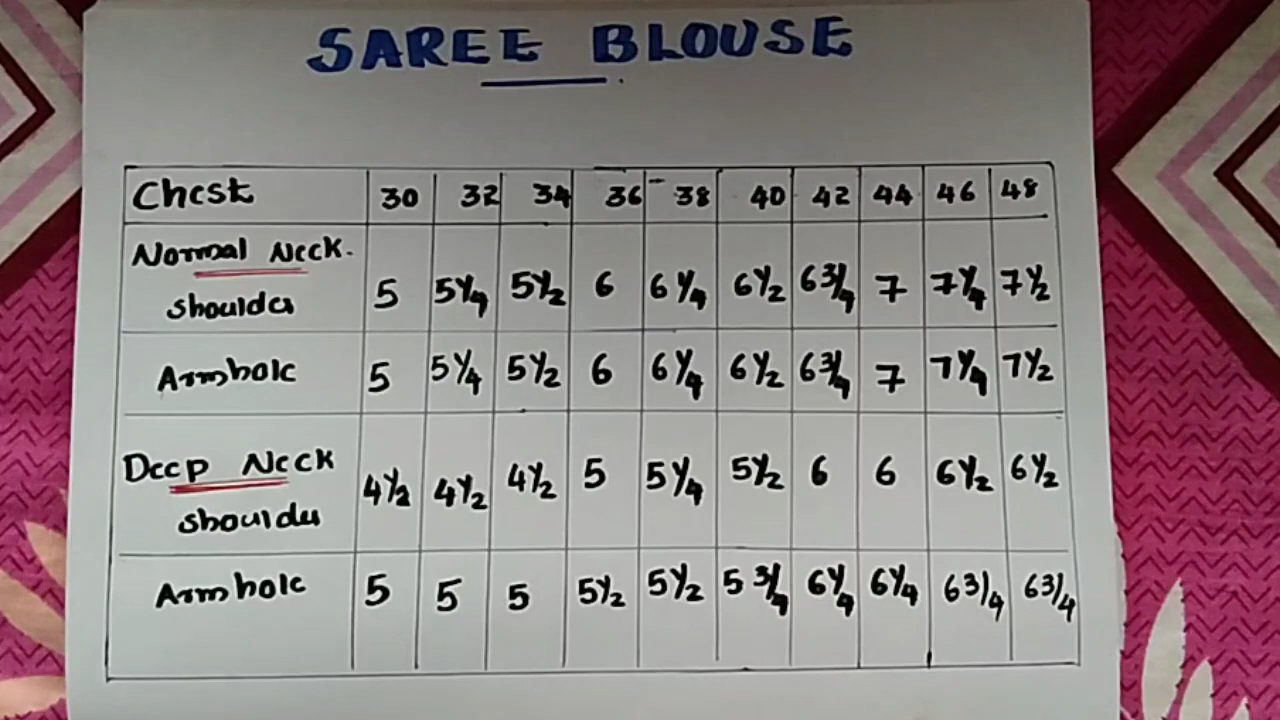 SAREE BLOUSE
Chest 30 32 34 36 38 40 42 44 46 48
Normal Neck.
shoulder 5 5¼ 5½ 6 6¼ 6½ 6¾ 7 7¼ 7½
Armhole 5 5¼ 5½ 6 6¼ 6½ 6¾ 7 7¼ 7½
Deep Neck
shoulder 4½ 4½ 4½ 5 5¼ 5½ 6 6 6½ 6½
Armhole 5 5 5 5½ 5½ 5¾ 6¼ 6¼ 6¾ 6¾